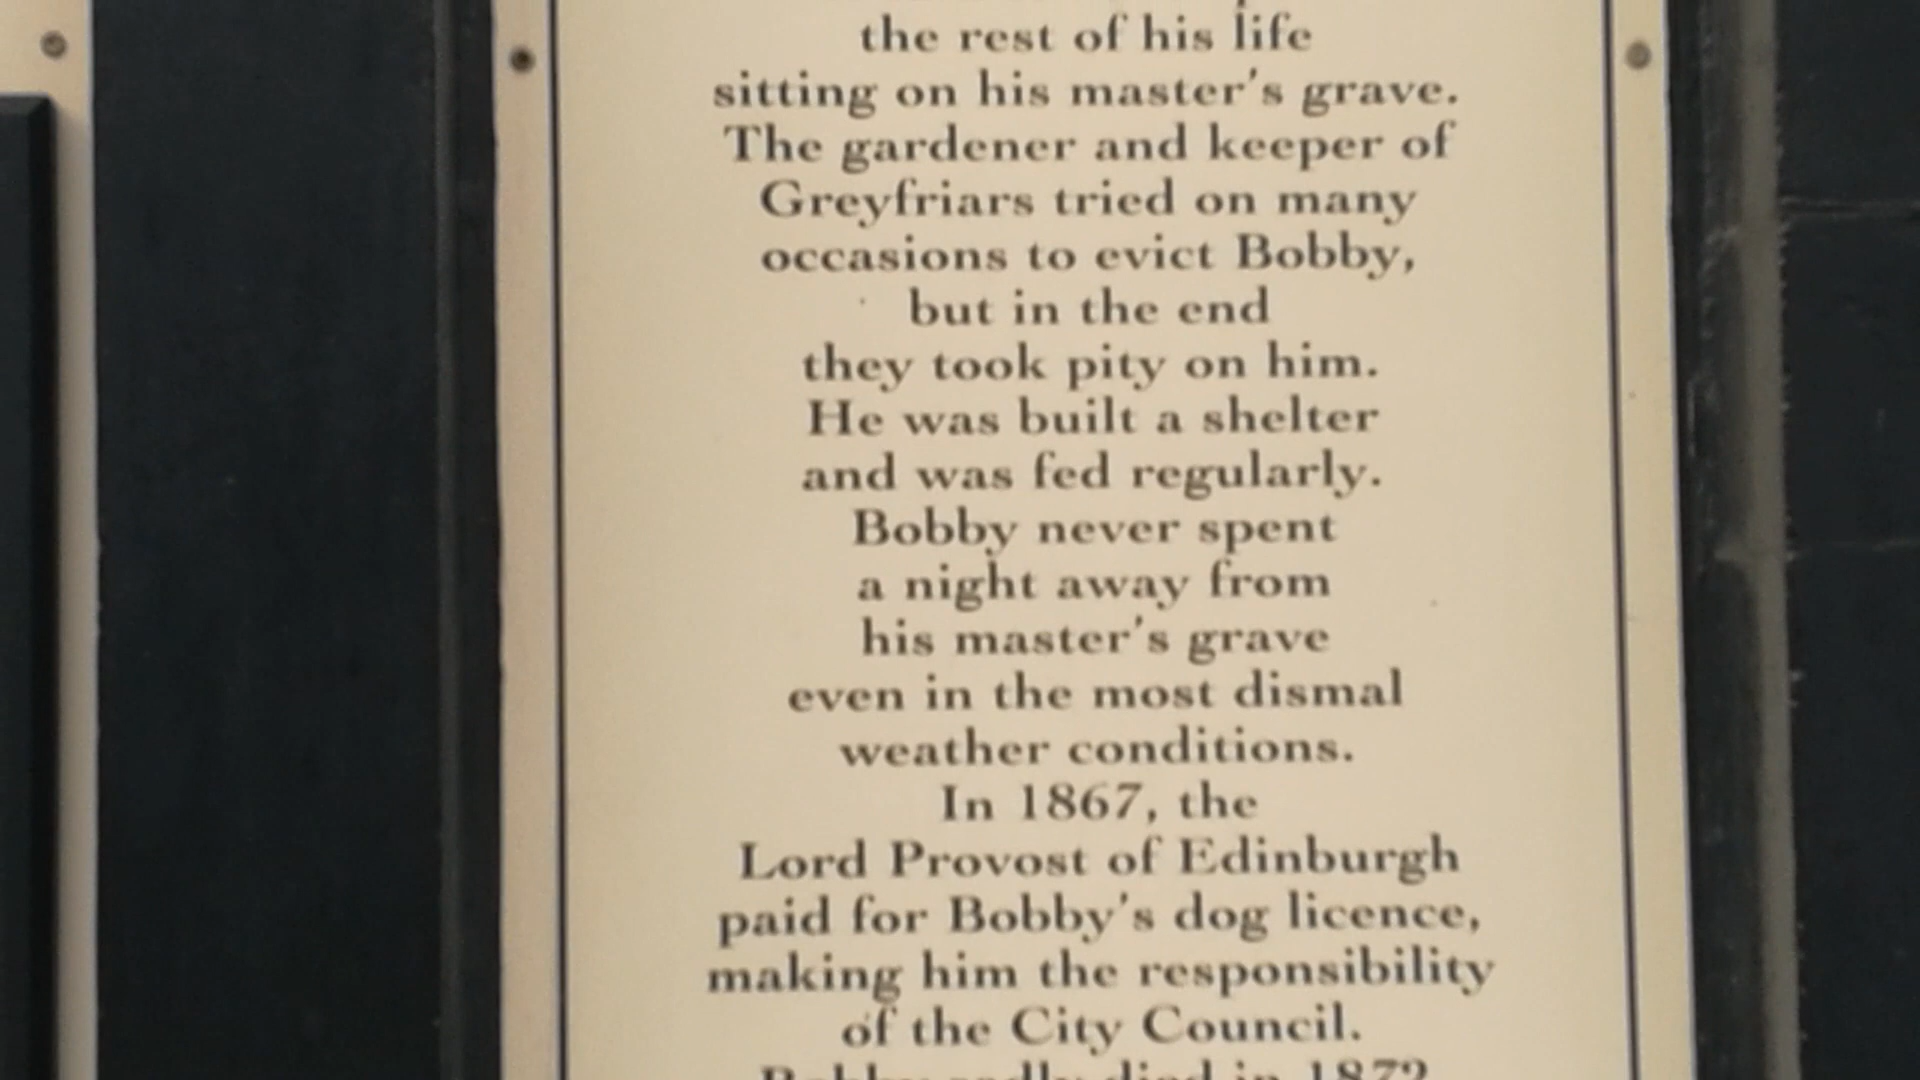 the rest of his life
sitting on his master's grave.
The gardener and keeper of
Greyfriars tried on many
occasions to evict Bobby,
but in the end
they took pity on him.
He was built a shelter
and was fed regularly.
Bobby never spent
a night away from
his master's grave
even in the most dismal
weather conditions.
In 1867, the
Lord Provost of Edinburgh
paid for Bobby's dog licence,
making him the responsibility
of the City Council.
Bobby sadly died in 1872